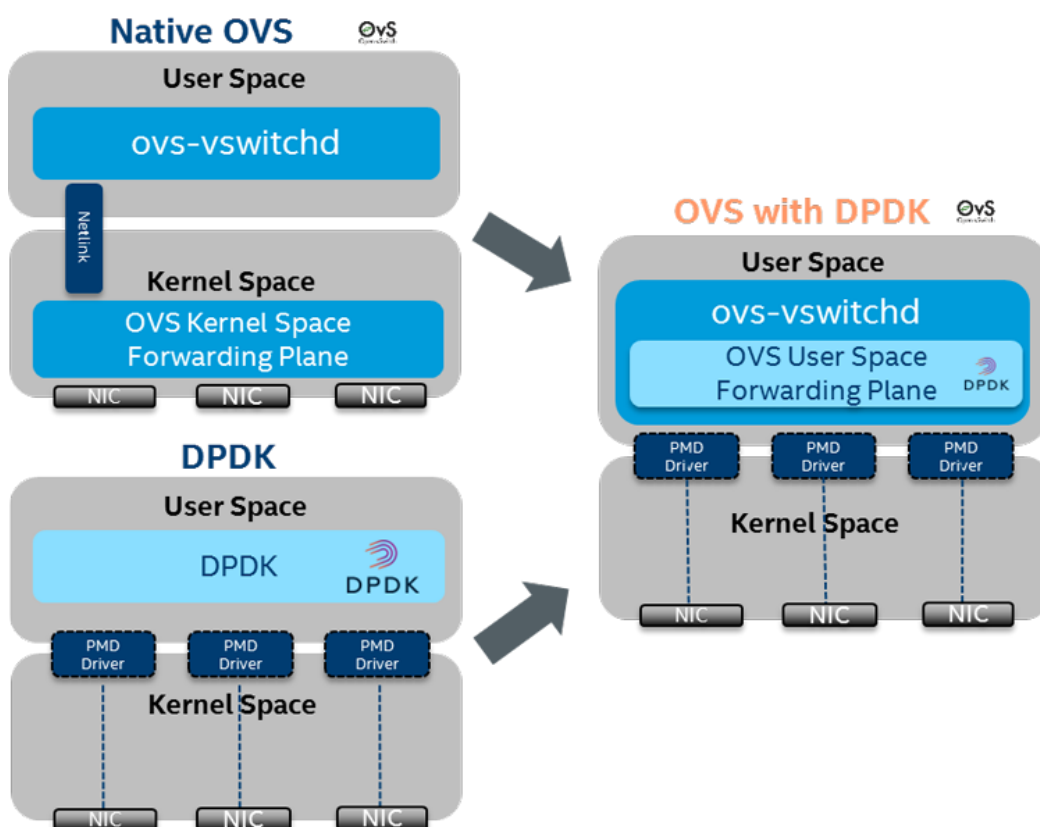 Native OVS
OvS
User Space
ovs-vswitchd
Netlink
Kernel Space
OVS Kernel Space
Forwarding Plane
NIC NIC NIC
DPDK
User Space
DPDK
DPDK
PMD Driver
PMD Driver
PMD Driver
Kernel Space
NIC NIC NIC
OVS with DPDK
OvS
User Space
ovs-vswitchd
OVS User Space
Forwarding Plane
DPDK
PMD Driver
PMD Driver
PMD Driver
Kernel Space
NIC NIC NIC